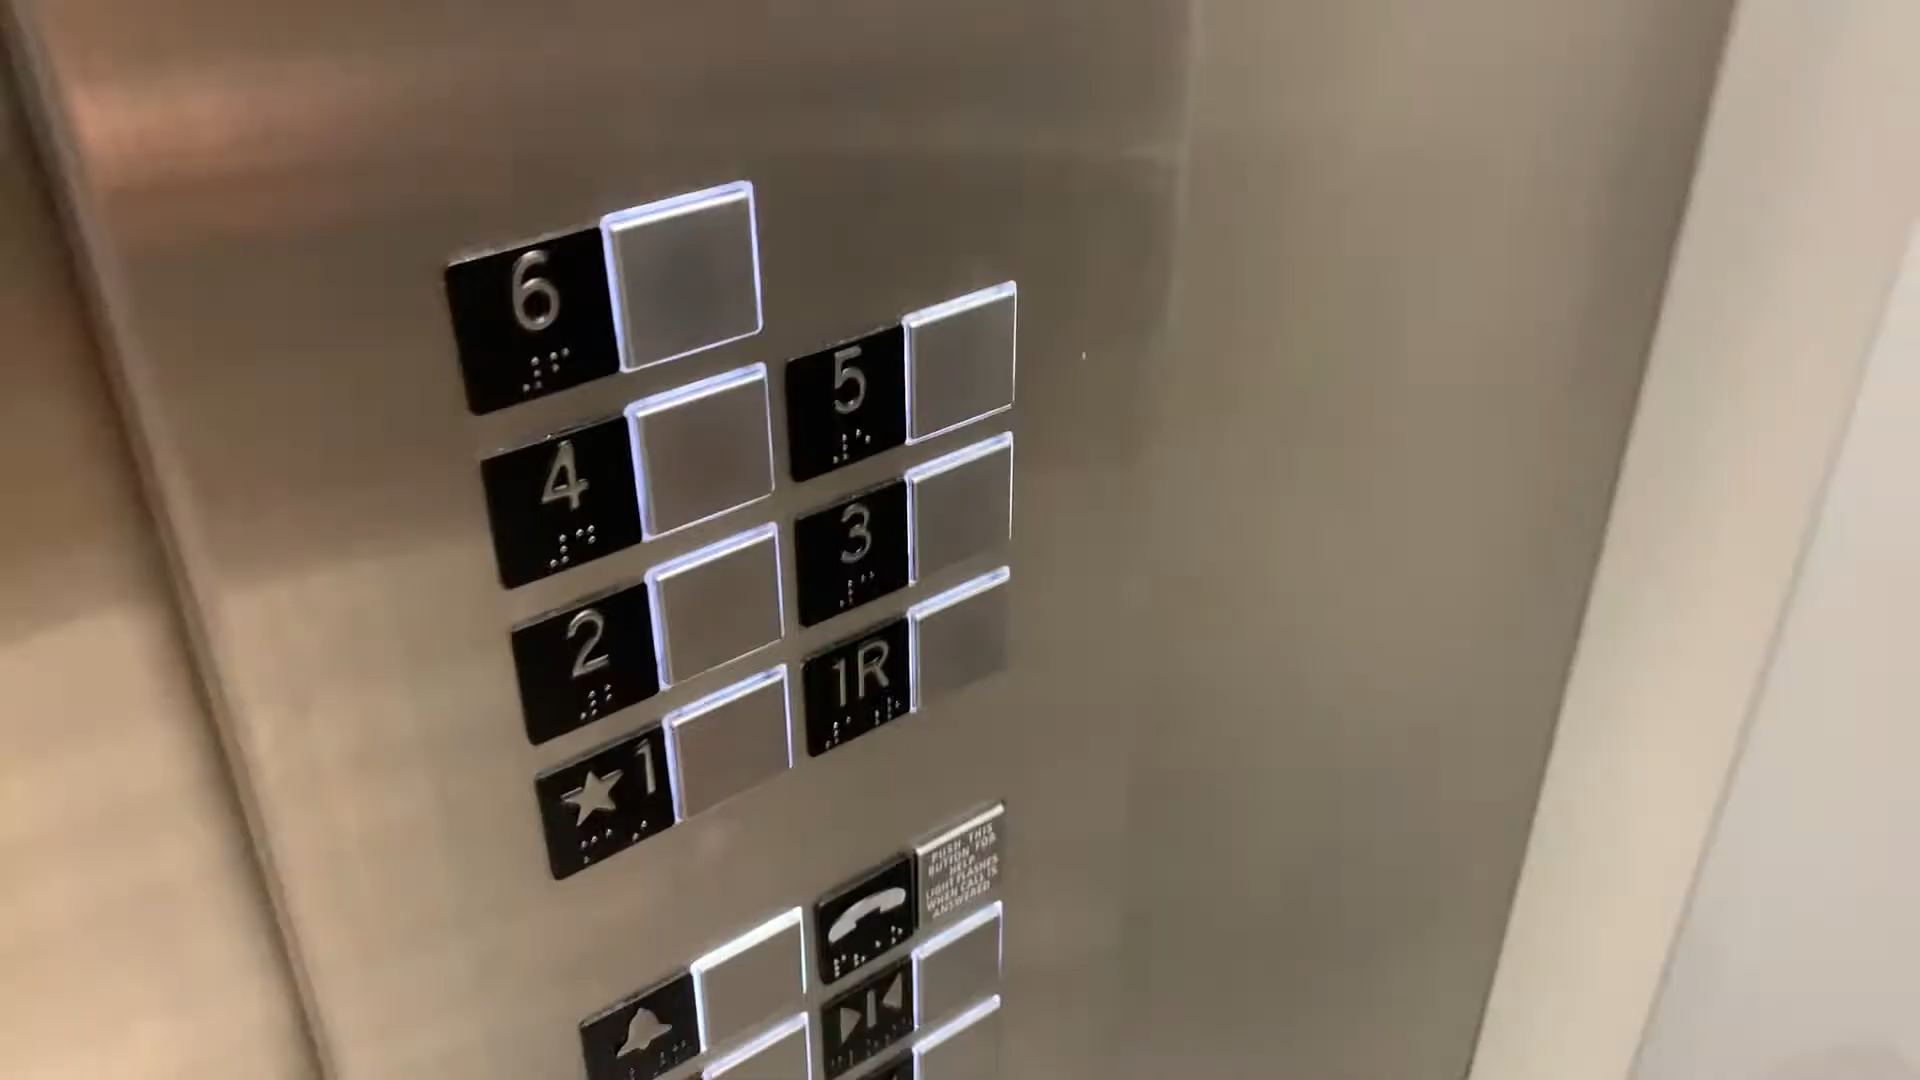 6
5
4
3
2
1R
★1
PUSH THIS
BUTTON FOR
HELP
LIGHT FLASHES
WHEN CALL IS
ANSWERED